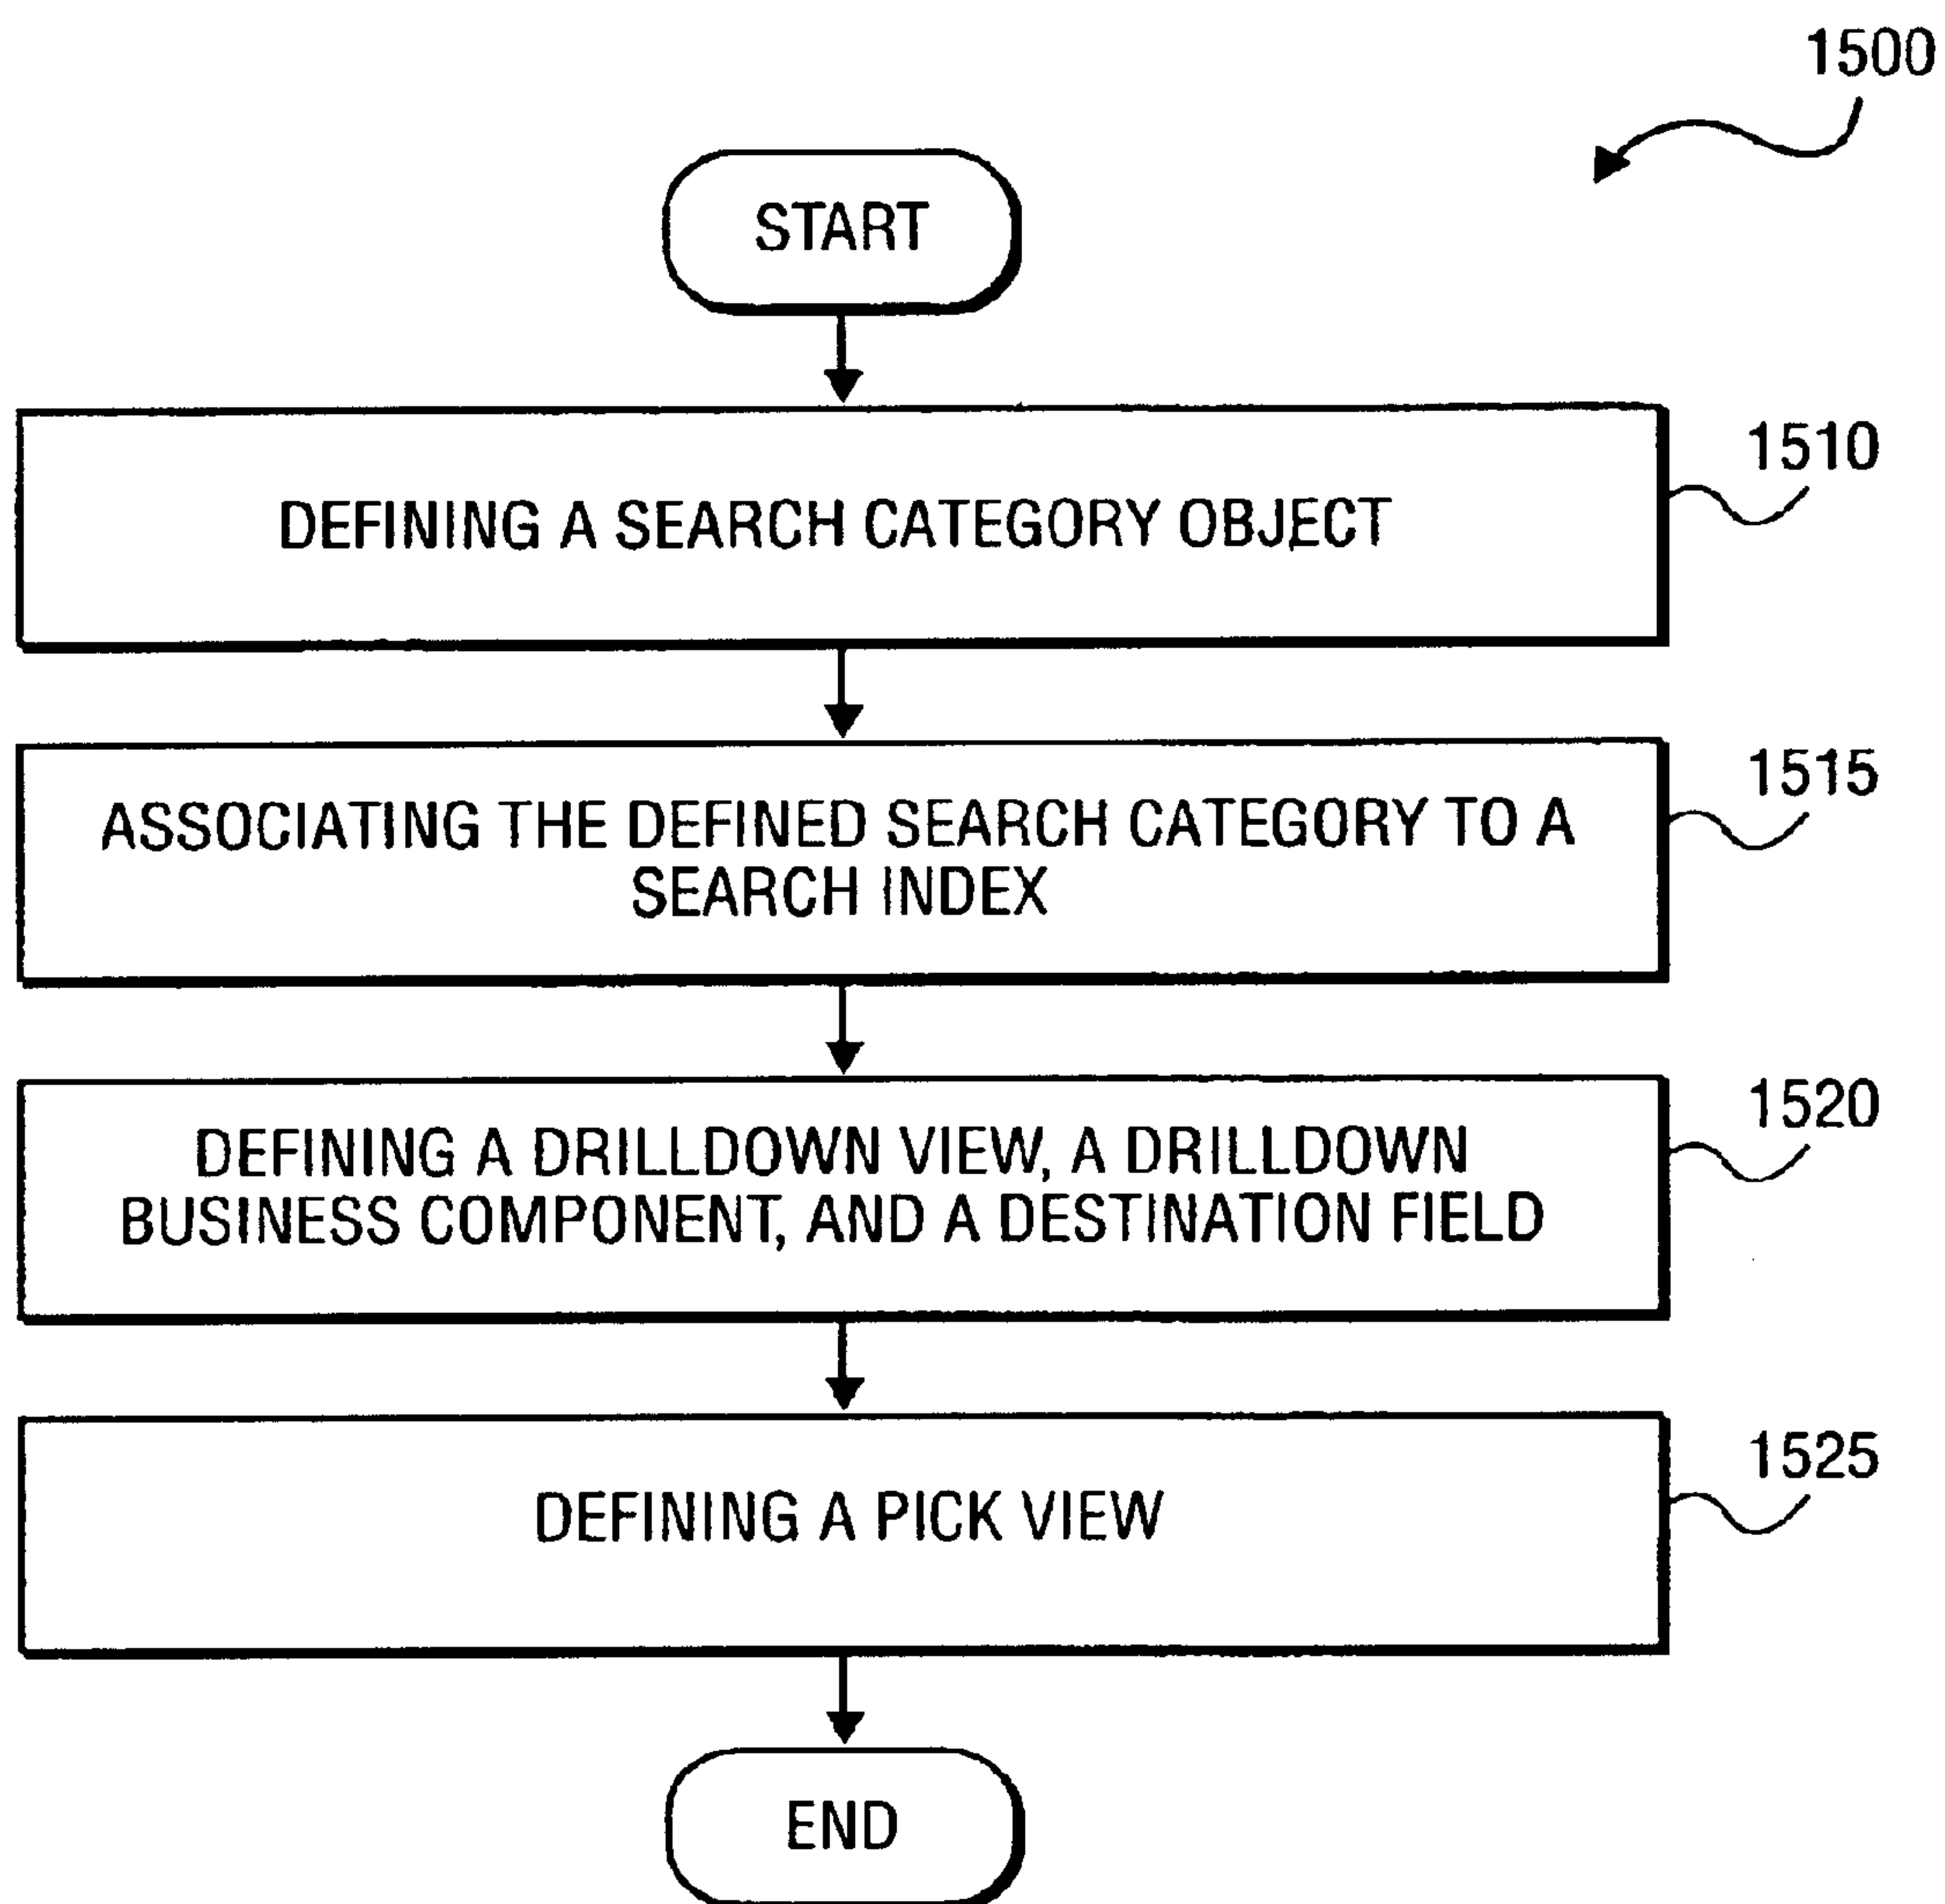 1500
START
DEFINING A SEARCH CATEGORY OBJECT
1510
ASSOCIATING THE DEFINED SEARCH CATEGORY TO A
SEARCH INDEX
1515
DEFINING A DRILLDOWN VIEW, A DRILLDOWN
BUSINESS COMPONENT, AND A DESTINATION FIELD
1520
DEFINING A PICK VIEW
1525
END